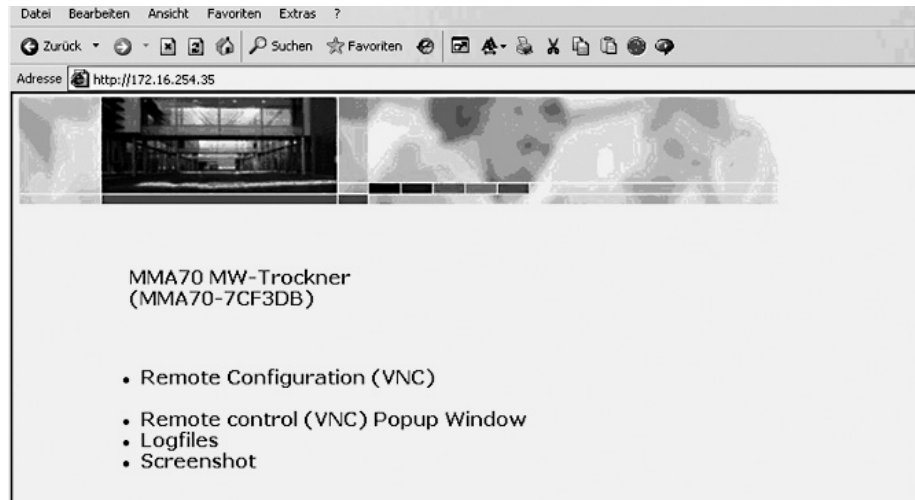 Datei Bearbeiten Ansicht Favoriten Extras ?
Zurück Suchen Favoriten
Adresse http://172.16.254.35
MMA70 MW-Trockner
(MMA70-7CF3DB)
• Remote Configuration (VNC)
• Remote control (VNC) Popup Window
• Logfiles
• Screenshot